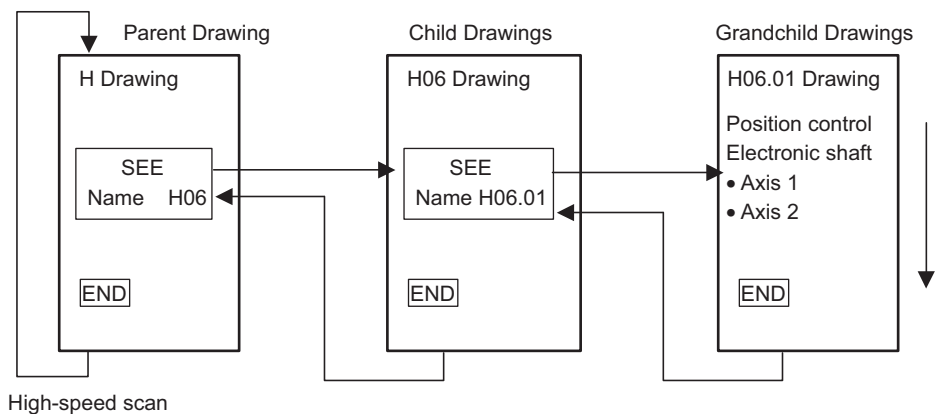 Parent Drawing
Child Drawings
Grandchild Drawings
H Drawing
SEE
Name H06
END
H06 Drawing
SEE
Name H06.01
END
H06.01 Drawing
Position control
Electronic shaft
• Axis 1
• Axis 2
END
High-speed scan